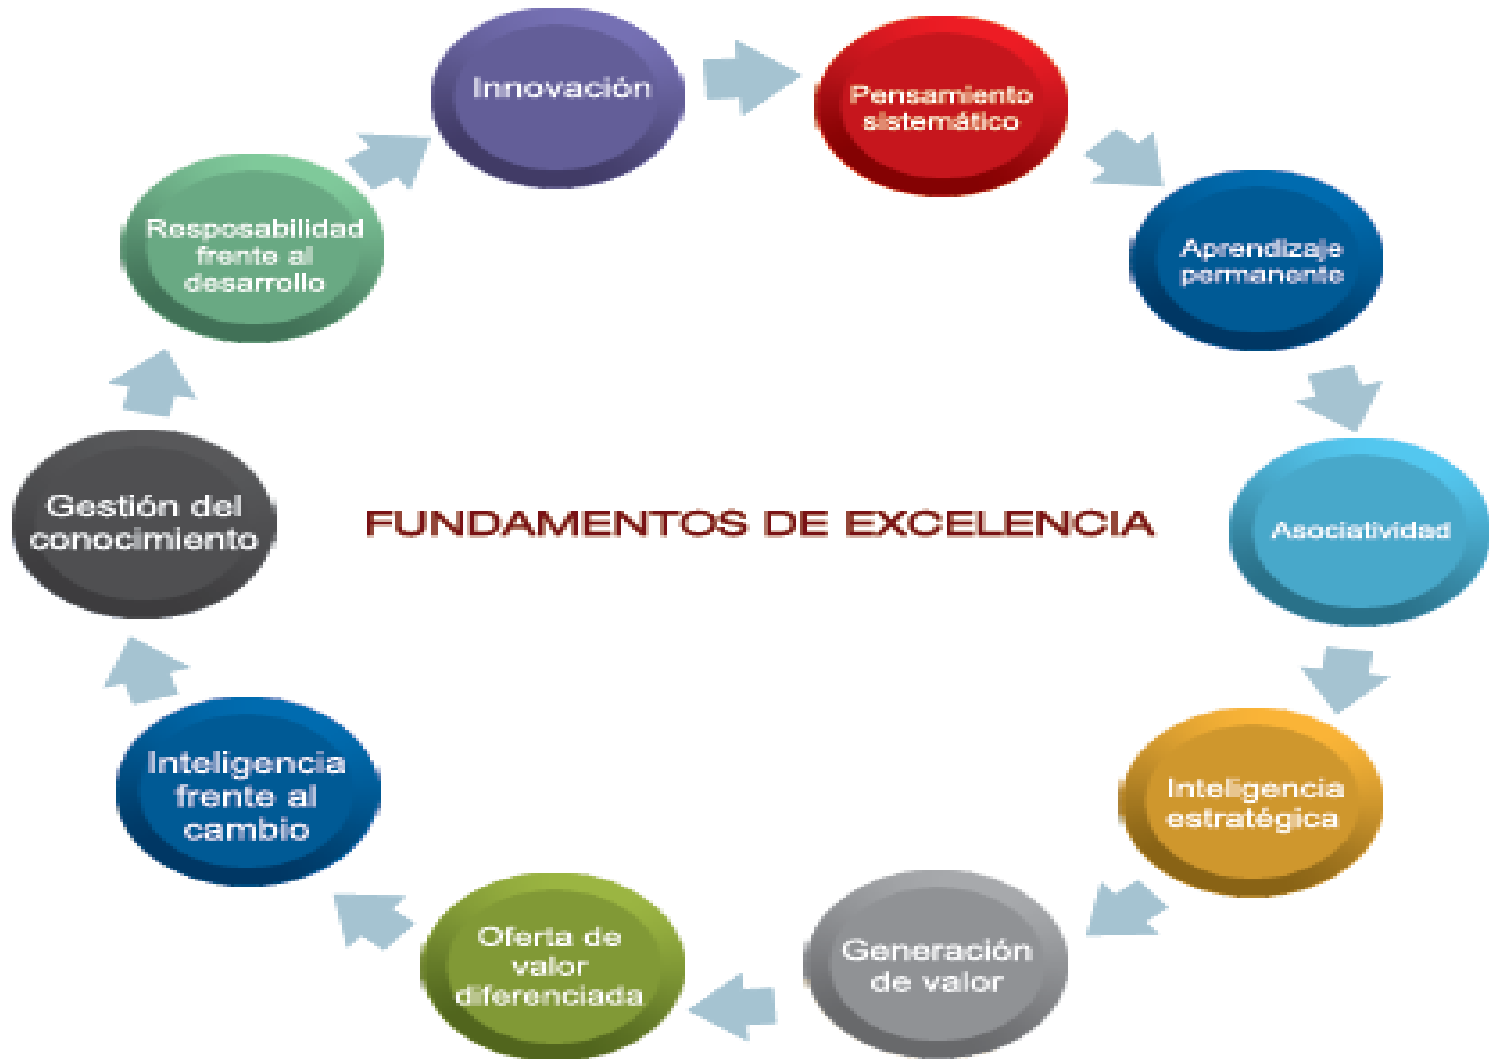 Innovación
Pensamiento
sistemático
Aprendizaje
permanente
Asociatividad
Inteligencia
estratégica
Generación
de valor
Oferta de
valor
diferenciada
Inteligencia
frente al
cambio
Gestión del
conocimiento
Resposabilidad
frente al
desarrollo
FUNDAMENTOS DE EXCELENCIA